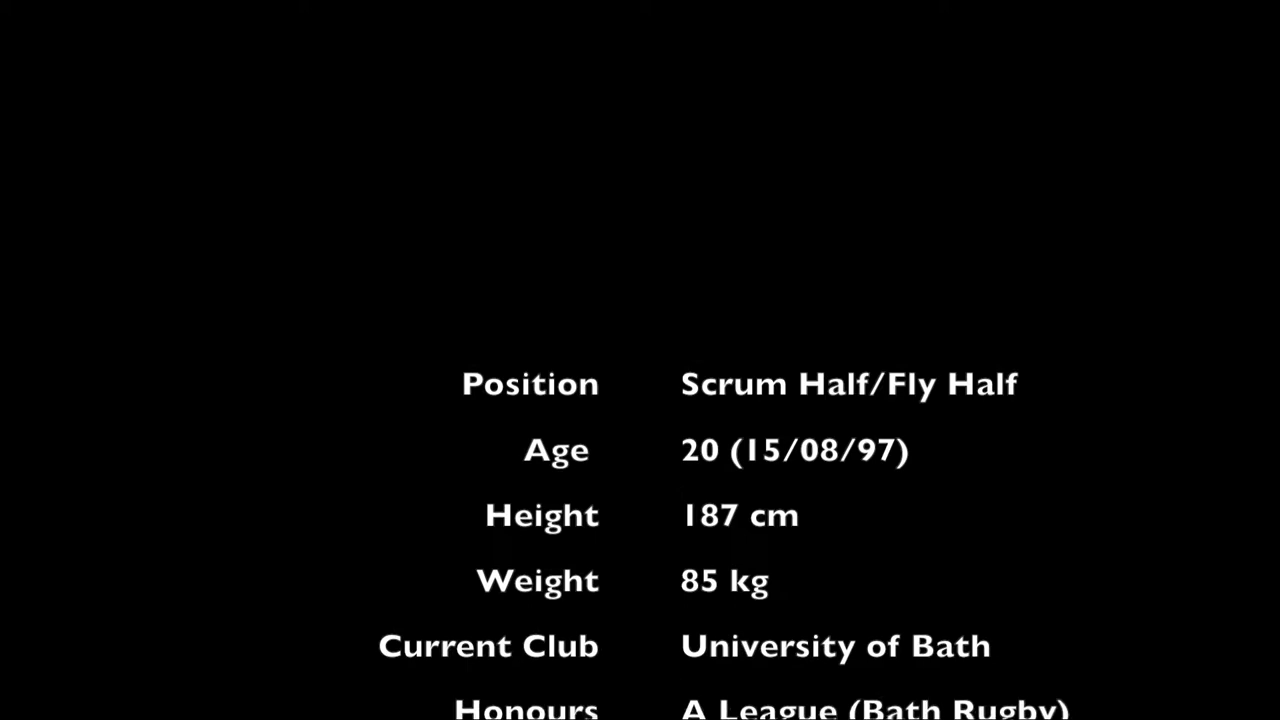 Position Scrum Half/Fly Half
Age 20 (15/08/97)
Height 187 cm
Weight 85 kg
Current Club University of Bath
Honours A League (Bath Rugby)